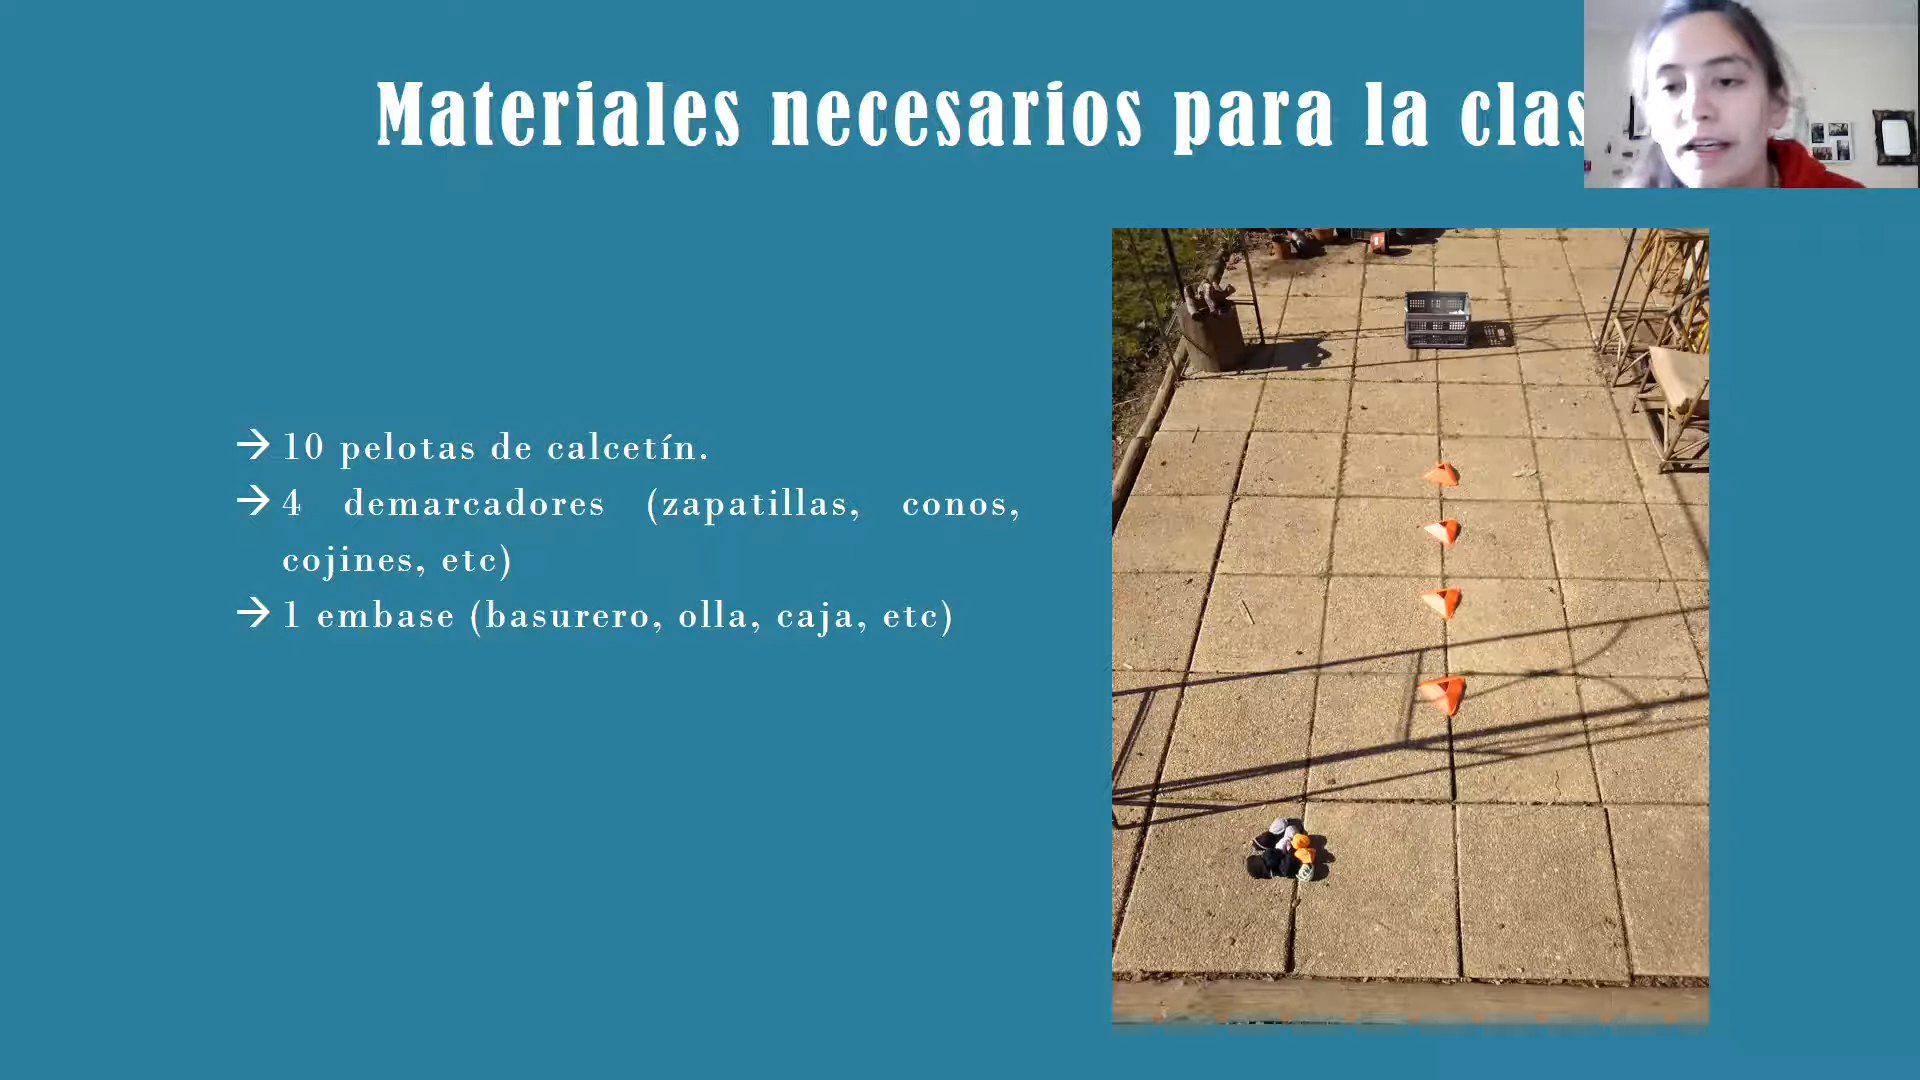 Materiales necesarios para la clas
→ 10 pelotas de calcetín.
→ 4 demarcadores (zapatillas, conos,
cojines, etc)
→ 1 embase (basurero, olla, caja, etc)